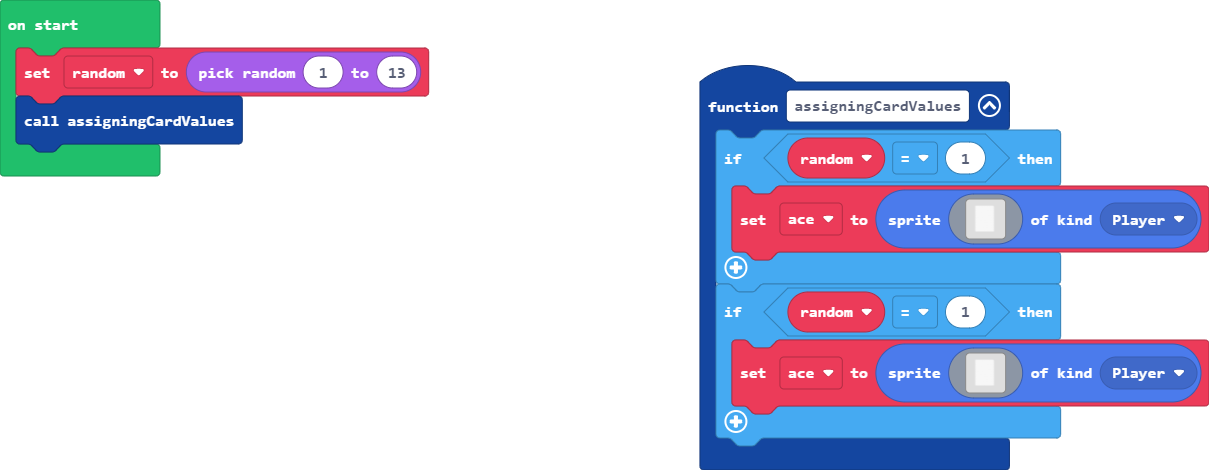 on start
set random to pick random 1 to 13
call assigningCardValues
function assigningCardValues
if random = 1 then
set ace to sprite of kind Player
if random = 1 then
set ace to sprite of kind Player